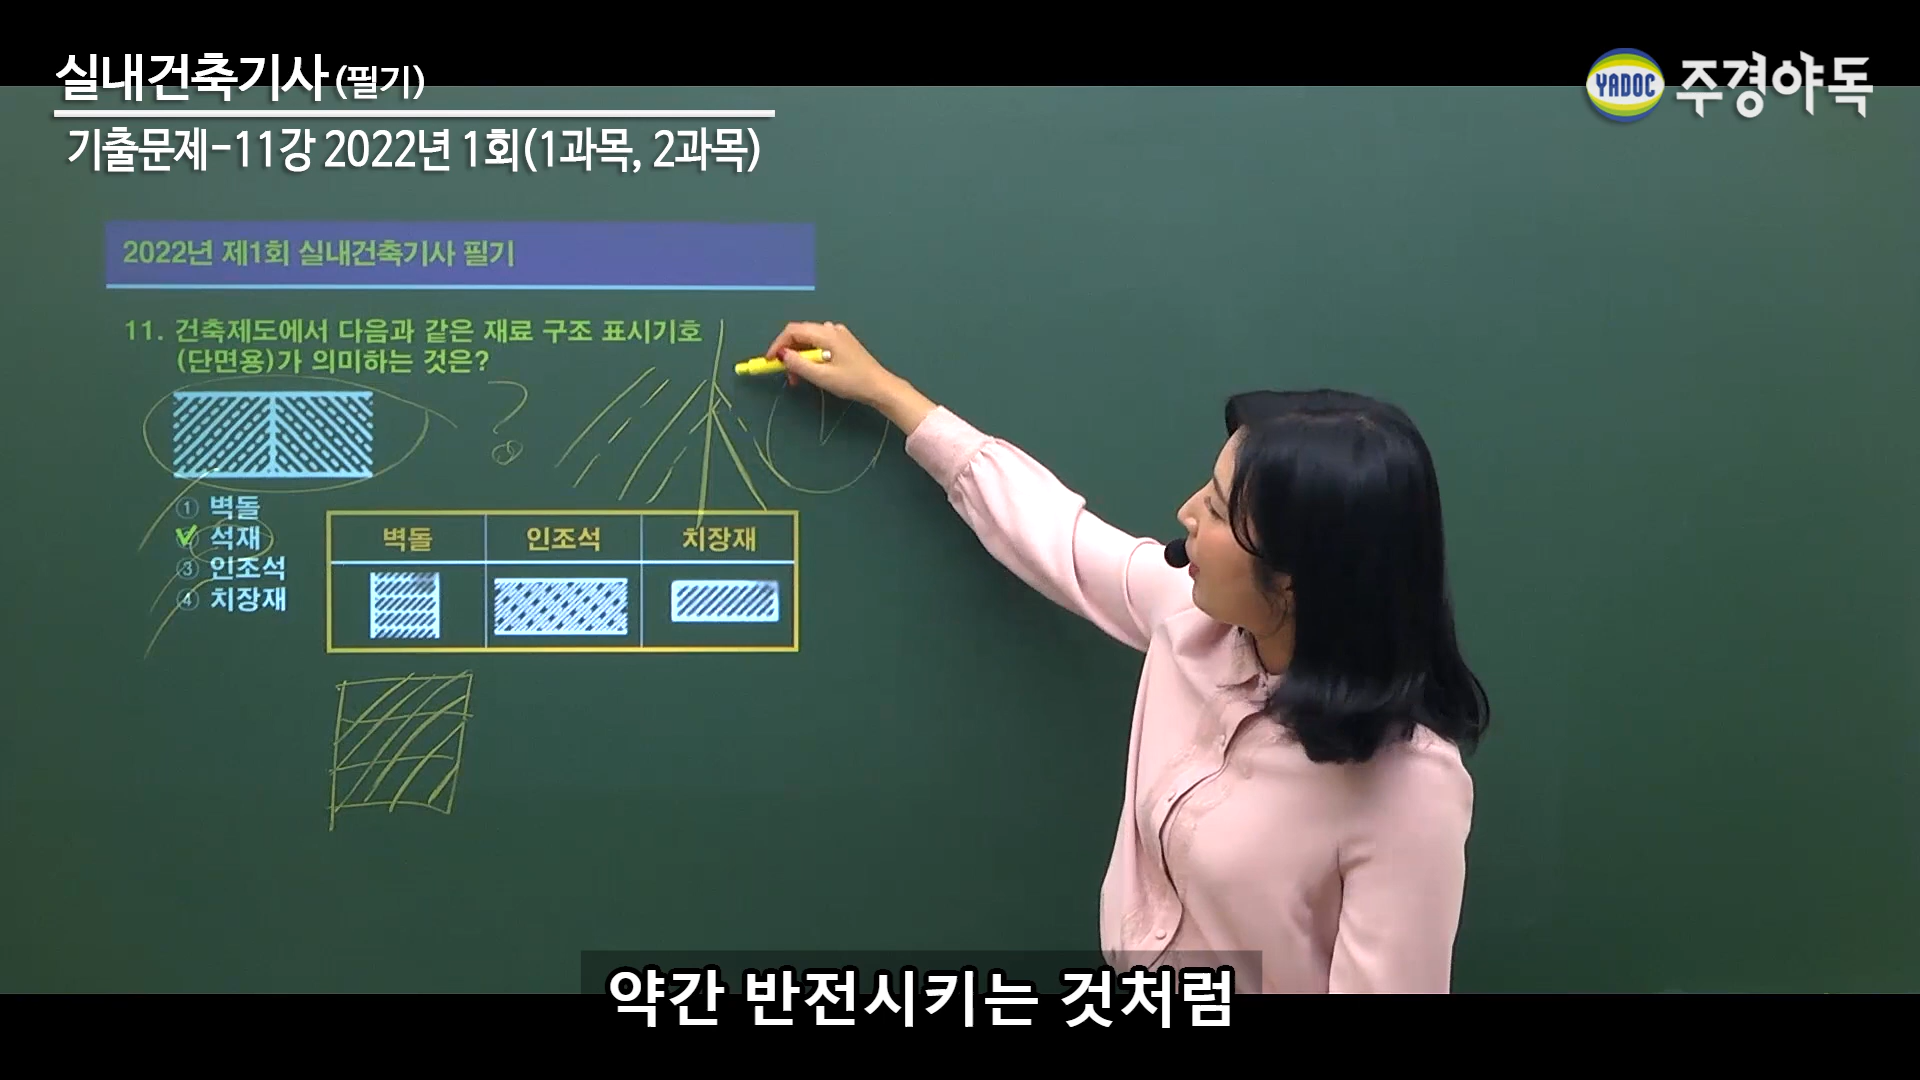 실내건축기사(필기)
기출문제-11강 2022년 1회(1과목, 2과목)
YADOC 주경야독
2022년 제1회 실내건축기사 필기
11. 건축제도에서 다음과 같은 재료 구조 표시기호
(단면용)가 의미하는 것은?
?
① 벽돌
② 석재
③ 인조석
④ 치장재
벽돌 인조석 치장재
약간 반전시키는 것처럼